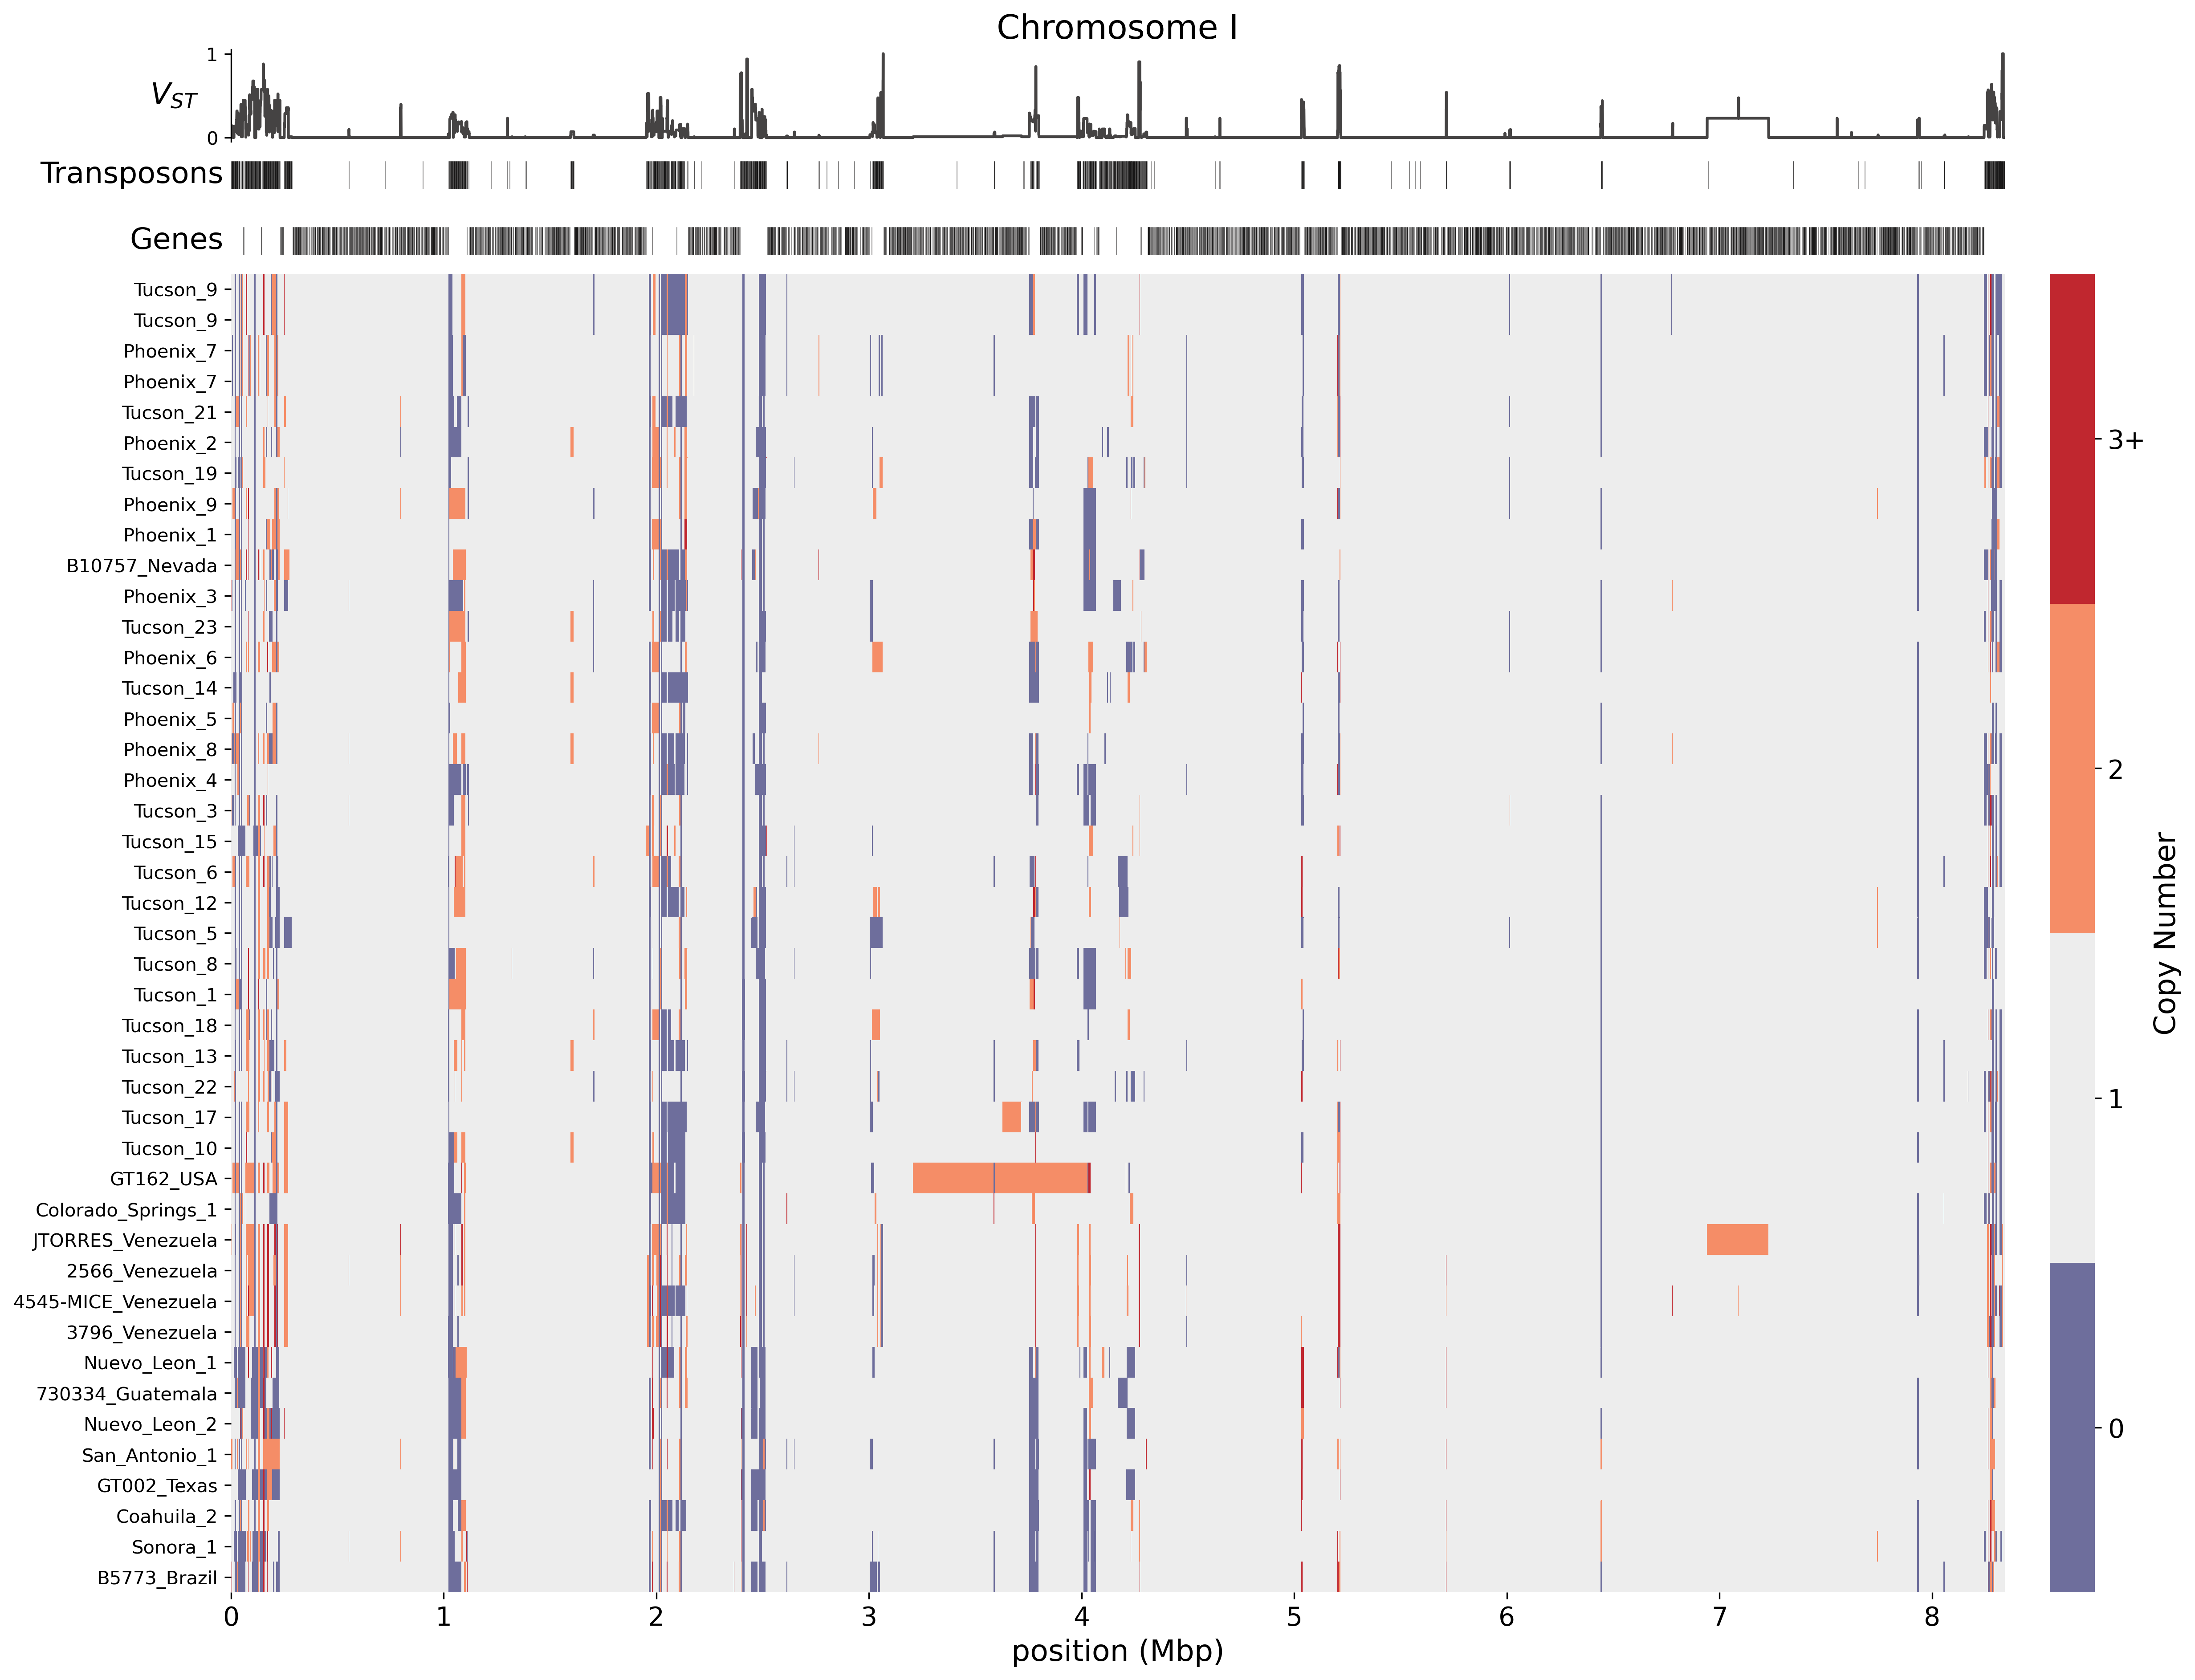 Chromosome I
1
V_ST
0
Transposons
Genes
Tucson_9
Tucson_9
Phoenix_7
Phoenix_7
Tucson_21
Phoenix_2
Tucson_19
Phoenix_9
Phoenix_1
B10757_Nevada
Phoenix_3
Tucson_23
Phoenix_6
Tucson_14
Phoenix_5
Phoenix_8
Phoenix_4
Tucson_3
Tucson_15
Tucson_6
Tucson_12
Tucson_5
Tucson_8
Tucson_1
Tucson_18
Tucson_13
Tucson_22
Tucson_17
Tucson_10
GT162_USA
Colorado_Springs_1
JTORRES_Venezuela
2566_Venezuela
4545-MICE_Venezuela
3796_Venezuela
Nuevo_Leon_1
730334_Guatemala
Nuevo_Leon_2
San_Antonio_1
GT002_Texas
Coahuila_2
Sonora_1
B5773_Brazil
0 1 2 3 4 5 6 7 8
position (Mbp)
3+
2
1
0
Copy Number